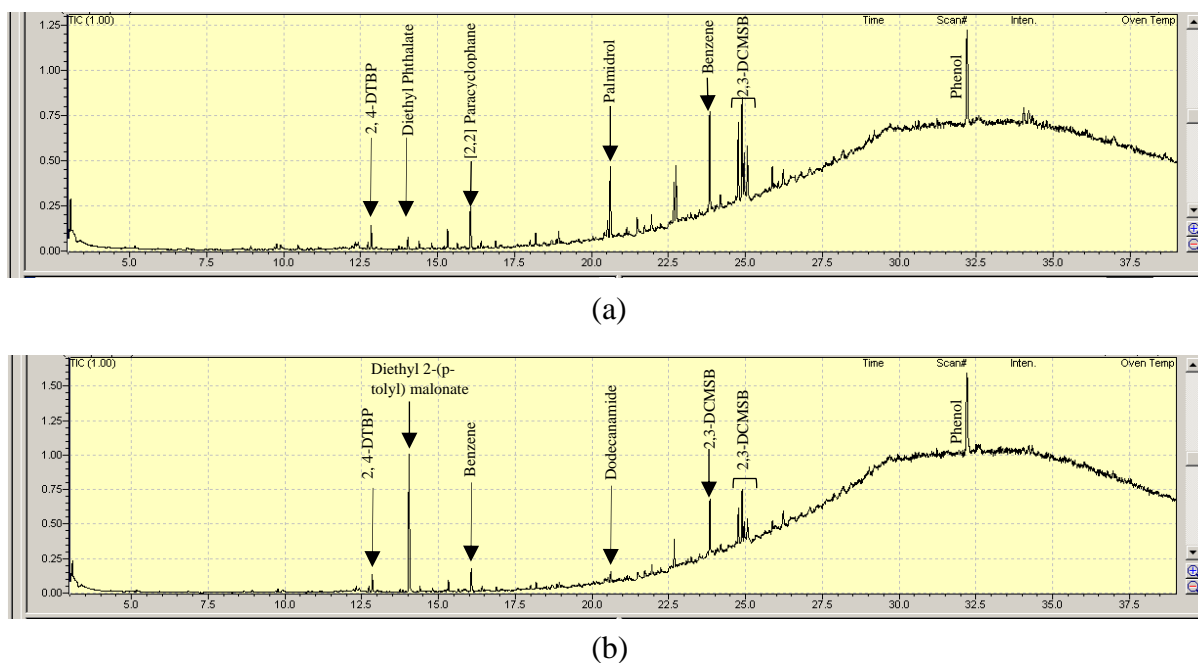 TIC (1.00) Time Scan# Inten. Oven Temp
1.25
1.00
0.75
0.50
0.25
0.00
2, 4-DTBP
Diethyl Phthalate
[2,2] Paracyclophane
Palmidrol
Benzene
2,3-DCMSB
Phenol
5.0 7.5 10.0 12.5 15.0 17.5 20.0 22.5 25.0 27.5 30.0 32.5 35.0 37.5
(a)
TIC (1.00) Time Scan# Inten. Oven Temp
1.50
1.25
1.00
0.75
0.50
0.25
0.00
2, 4-DTBP
Diethyl 2-(p-
tolyl) malonate
Benzene
Dodecanamide
2,3-DCMSB
2,3-DCMSB
Phenol
5.0 7.5 10.0 12.5 15.0 17.5 20.0 22.5 25.0 27.5 30.0 32.5 35.0 37.5
(b)